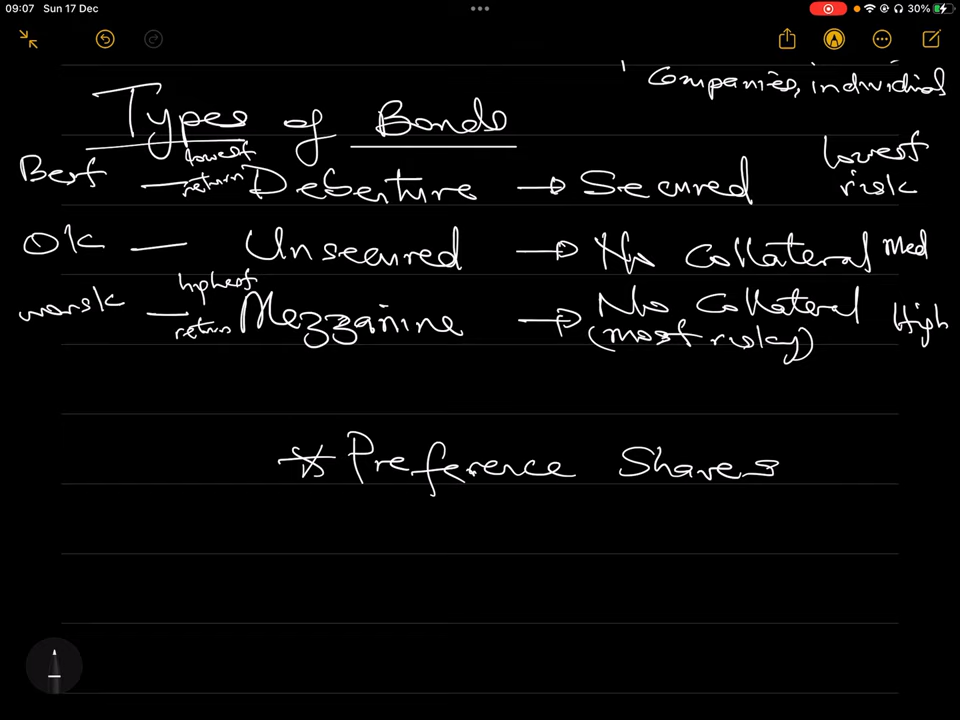 09:07 Sun 17 Dec
30%
companies, individual
Types of Bonds
Best — lowest return Debenture → Secured lowest risk
Ok — Unsecured → No collateral Med
worsk — highest return Mezzanine → No collateral High
(most risky)
* Preference Shares